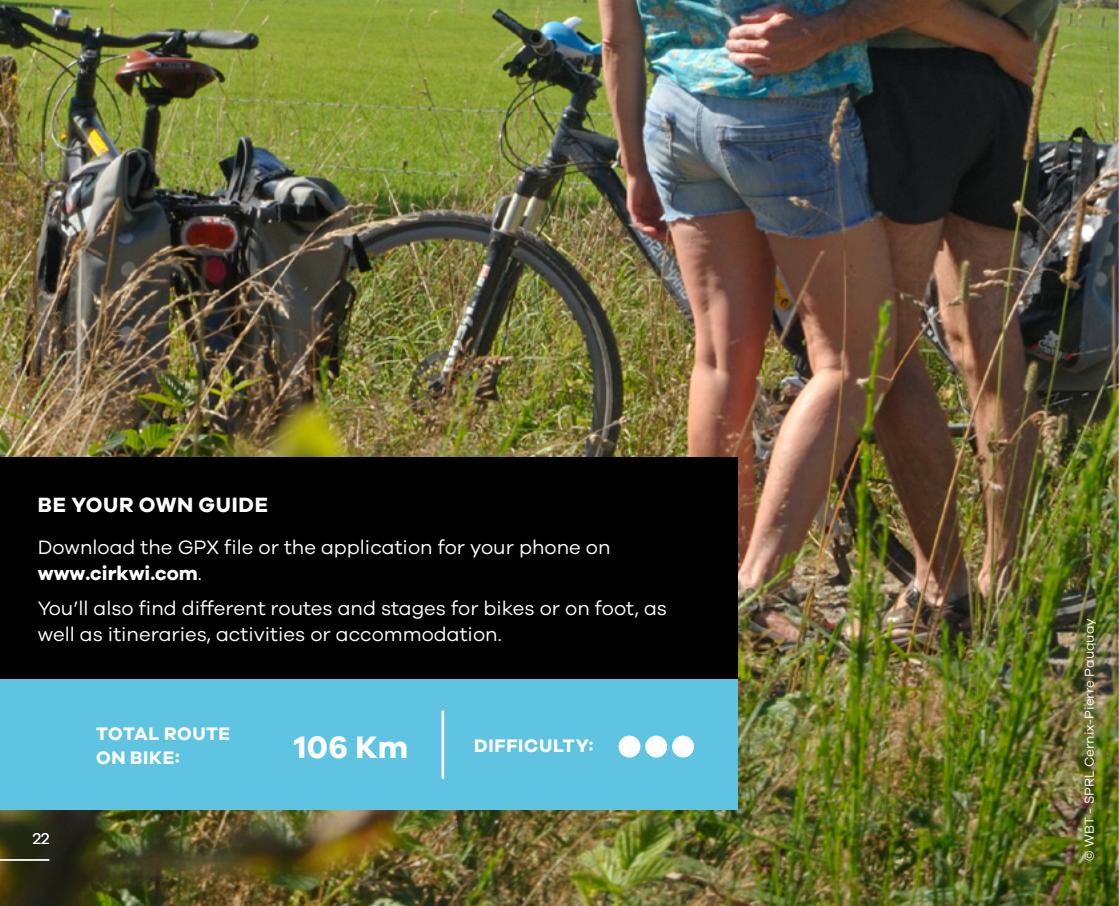 BE YOUR OWN GUIDE
Download the GPX file or the application for your phone on
www.cirkwi.com.
You’ll also find different routes and stages for bikes or on foot, as
well as itineraries, activities or accommodation.
TOTAL ROUTE
ON BIKE:
106 Km
DIFFICULTY:
22
© WBT - SPRL Cernix-Pierre Pauquay